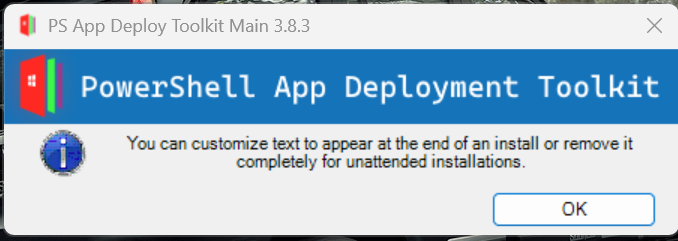 PS App Deploy Toolkit Main 3.8.3
PowerShell App Deployment Toolkit
You can customize text to appear at the end of an install or remove it
completely for unattended installations.
OK